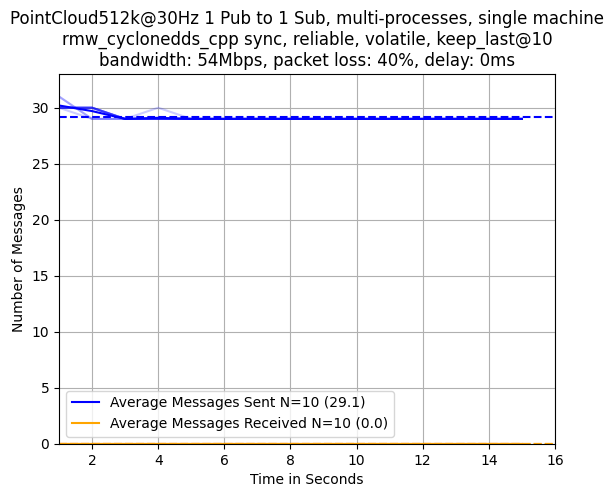 PointCloud512k@30Hz 1 Pub to 1 Sub, multi-processes, single machine
rmw_cyclonedds_cpp sync, reliable, volatile, keep_last@10
bandwidth: 54Mbps, packet loss: 40%, delay: 0ms
30
25
20
15
10
5
0
Number of Messages
Average Messages Sent N=10 (29.1)
Average Messages Received N=10 (0.0)
2 4 6 8 10 12 14 16
Time in Seconds